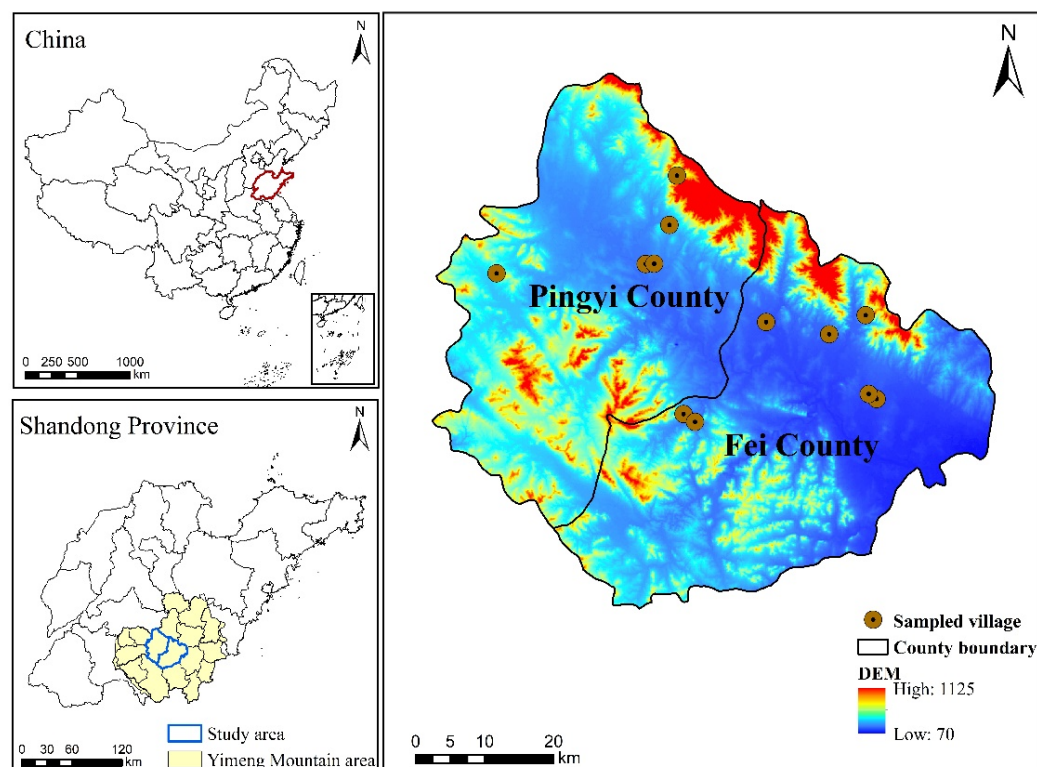 China
N
0 250 500 1000
km
Shandong Province
N
Study area
Yimeng Mountain area
0 30 60 120
km
N
Pingyi County
Fei County
Sampled village
County boundary
DEM
High: 1125
Low: 70
0 5 10 20
km